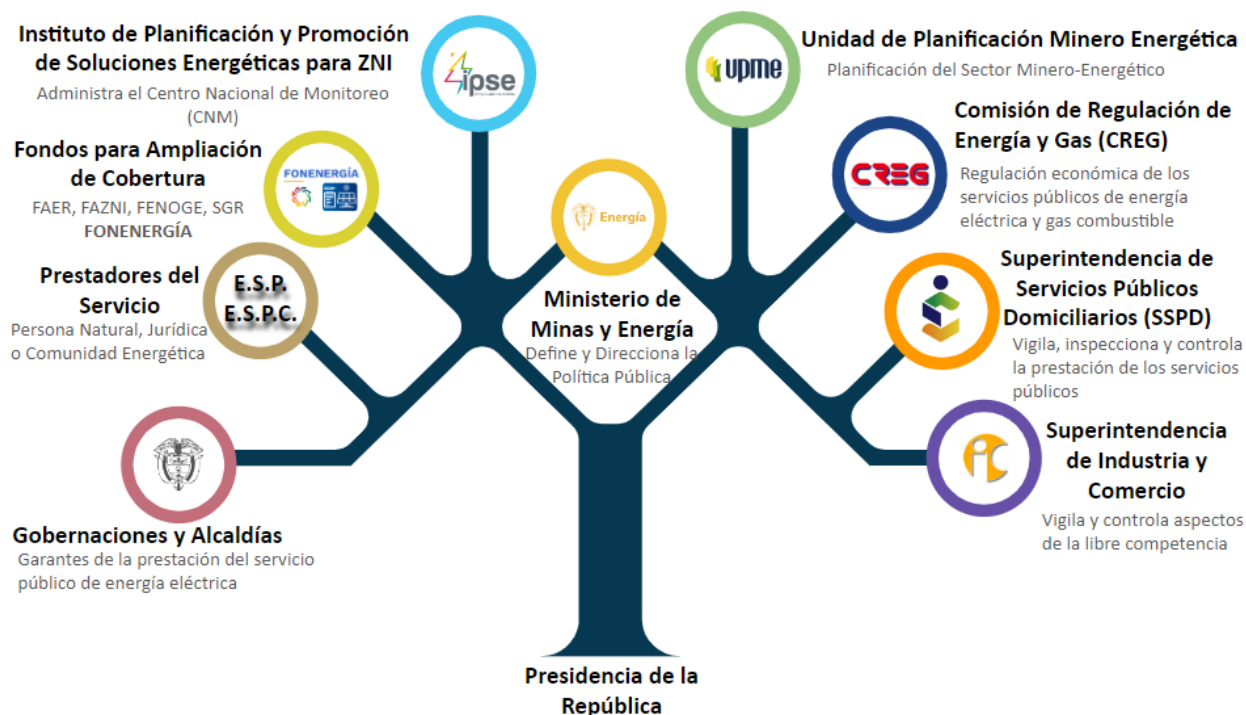 Instituto de Planificación y Promoción
de Soluciones Energéticas para ZNI
Administra el Centro Nacional de Monitoreo
(CNM)
ipse
upme
Unidad de Planificación Minero Energética
Planificación del Sector Minero-Energético
Fondos para Ampliación
de Cobertura
FAER, FAZNI, FENOGE, SGR
FONENERGÍA
FONENERGÍA
CREG
Comisión de Regulación de
Energía y Gas (CREG)
Regulación económica de los
servicios públicos de energía
eléctrica y gas combustible
Energía
Ministerio de
Minas y Energía
Define y Direcciona la
Política Pública
Prestadores del
Servicio
Persona Natural, Jurídica
o Comunidad Energética
E.S.P.
E.S.P.C.
Superintendencia de
Servicios Públicos
Domiciliarios (SSPD)
Vigila, inspecciona y controla
la prestación de los servicios
públicos
Gobernaciones y Alcaldías
Garantes de la prestación del servicio
público de energía eléctrica
Superintendencia
de Industria y
Comercio
Vigila y controla aspectos
de la libre competencia
Presidencia de la
República